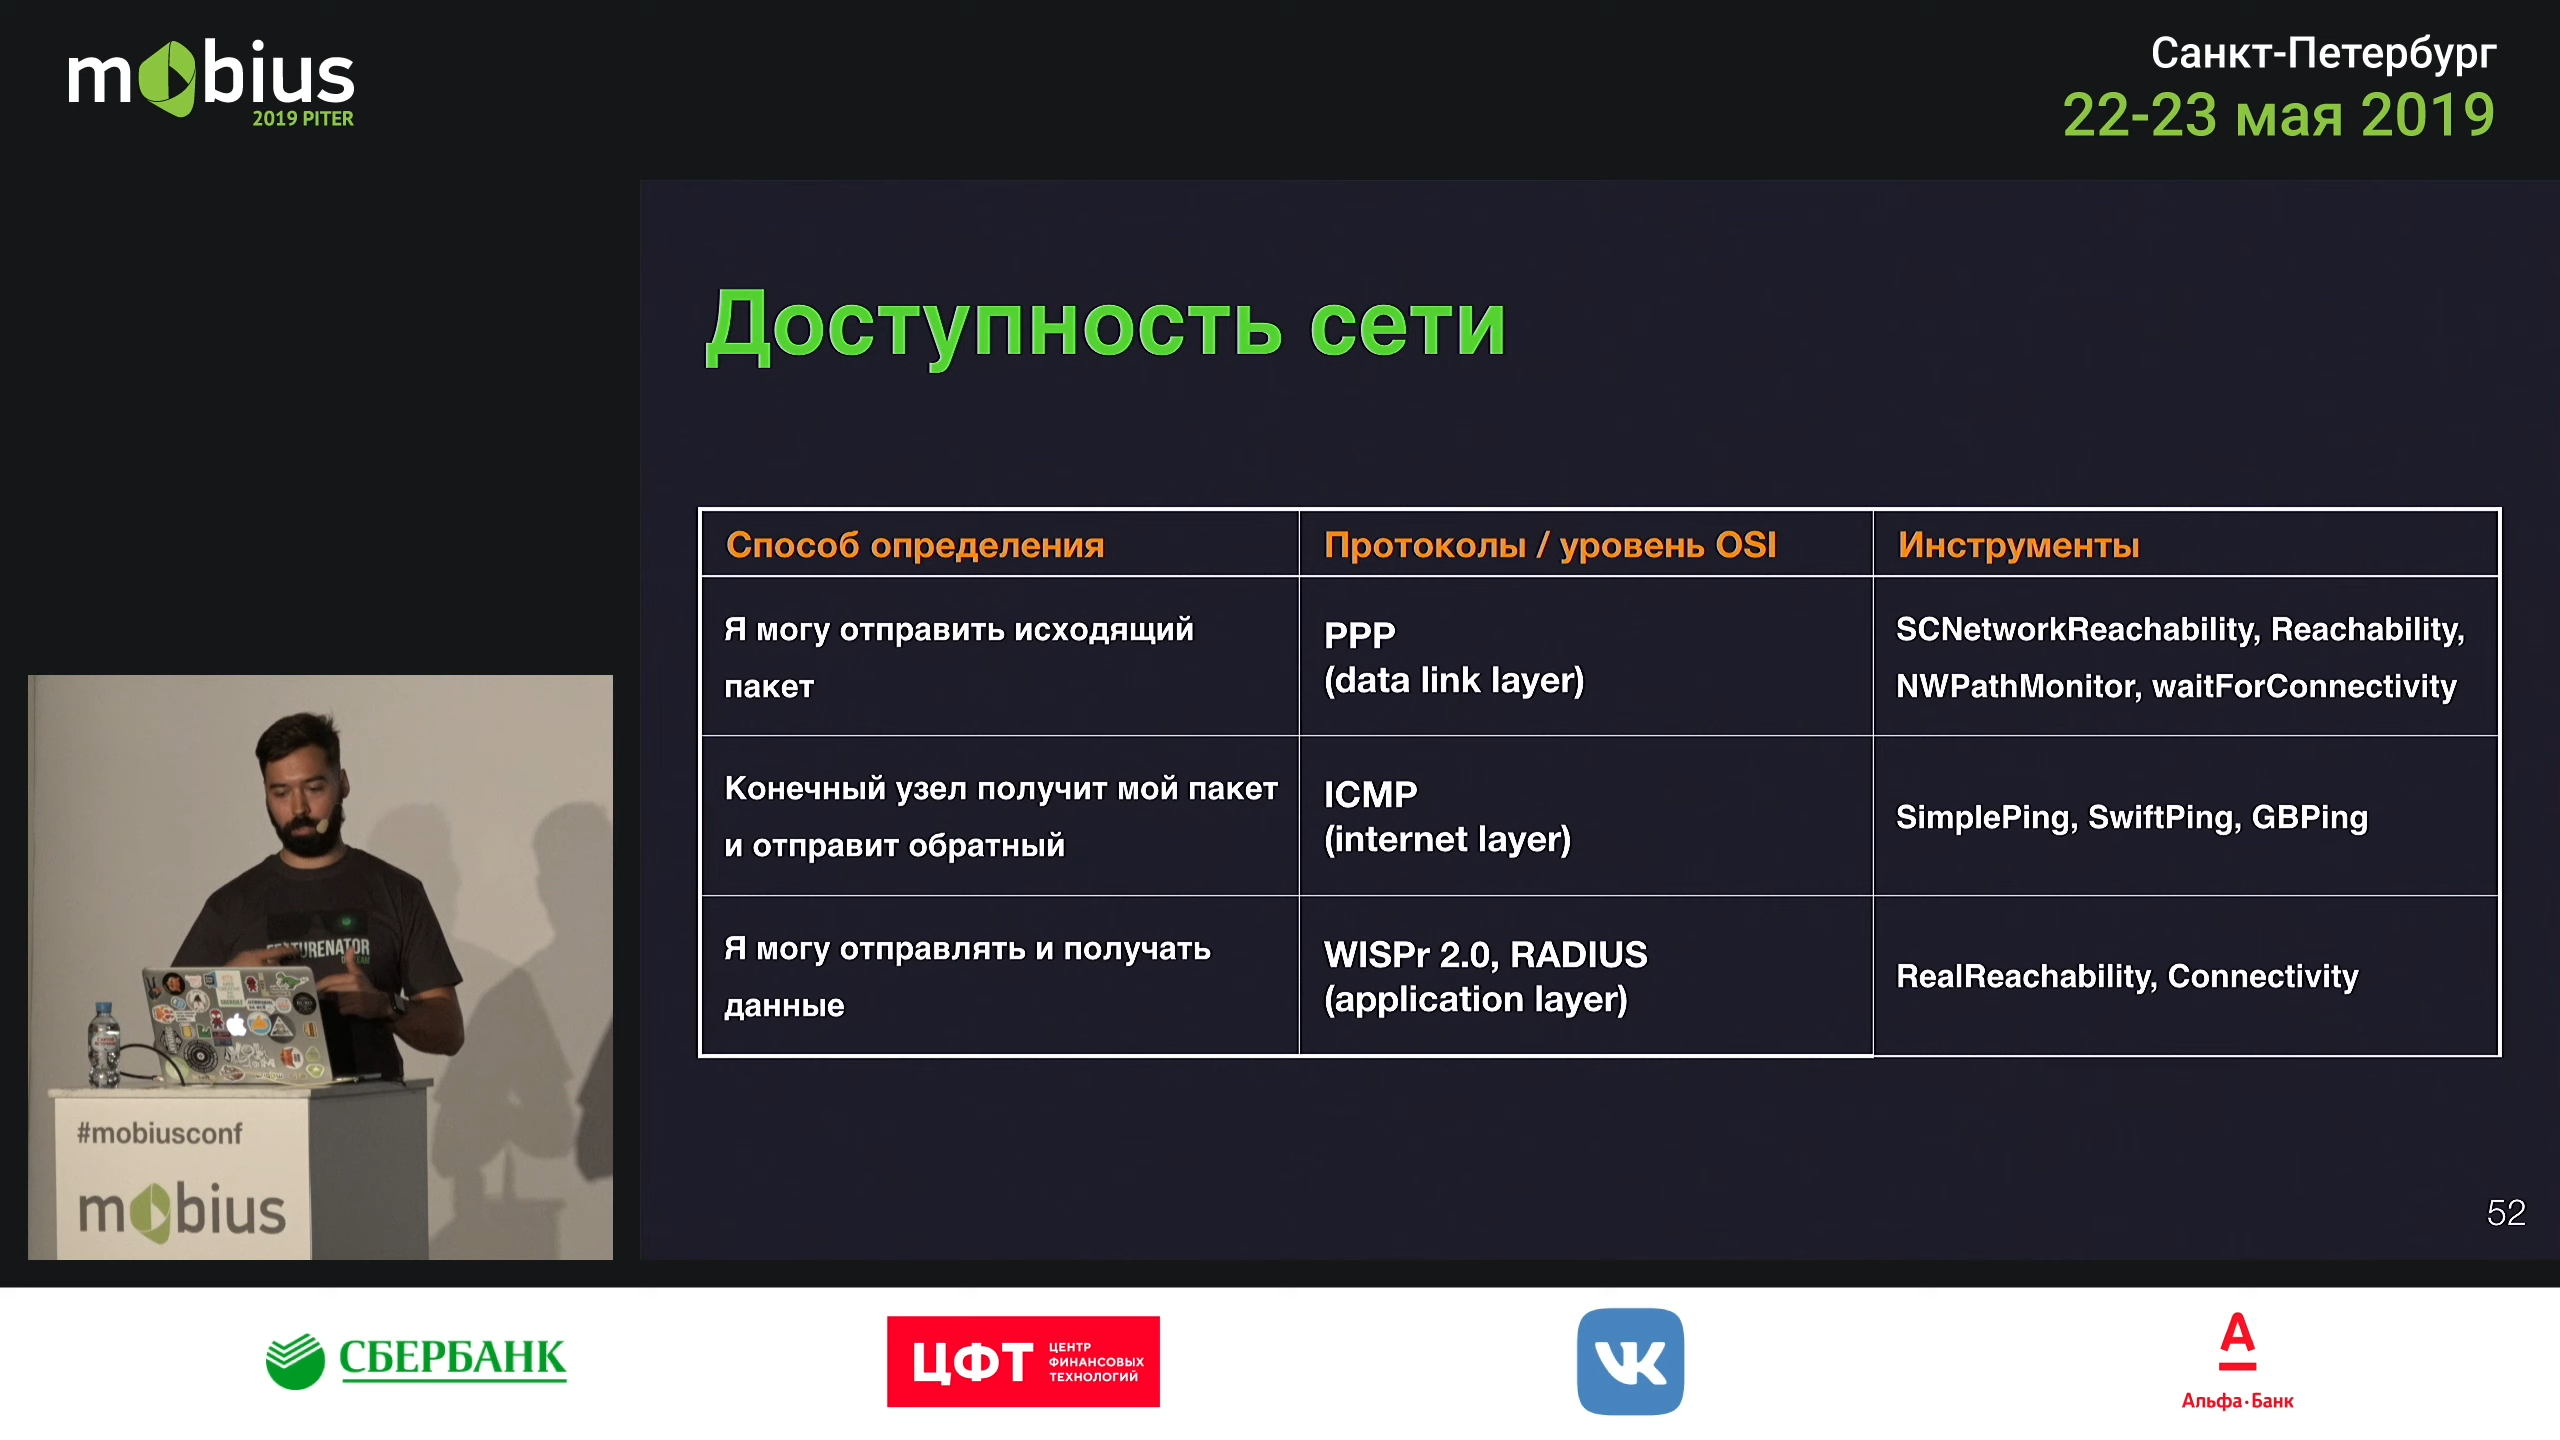 mobius
2019 PITER
Санкт-Петербург
22-23 мая 2019
Доступность сети
Способ определения
Протоколы / уровень OSI
Инструменты
Я могу отправить исходящий
пакет
PPP
(data link layer)
SCNetworkReachability, Reachability,
NWPathMonitor, waitForConnectivity
Конечный узел получит мой пакет
и отправит обратный
ICMP
(internet layer)
SimplePing, SwiftPing, GBPing
Я могу отправлять и получать
данные
WISPr 2.0, RADIUS
(application layer)
RealReachability, Connectivity
52
#mobiusconf
mobius
СБЕРБАНК
ЦФТ
ЦЕНТР
ФИНАНСОВЫХ
ТЕХНОЛОГИЙ
VK
А
Альфа·Банк